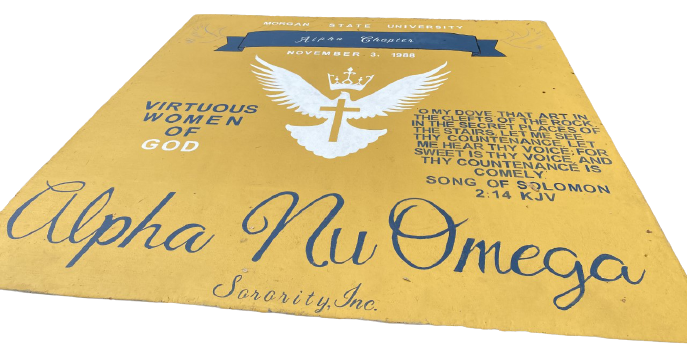 MORGAN STATE UNIVERSITY
Alpha Chapter
NOVEMBER 3, 1988
VIRTUOUS
WOMEN
OF
GOD
O MY DOVE THAT ART IN
THE CLEFTS OF THE ROCK,
IN THE SECRET PLACES OF
THE STAIRS, LET ME SEE
THY COUNTENANCE, LET
ME HEAR THY VOICE; FOR
SWEET IS THY VOICE, AND
THY COUNTENANCE IS
COMELY
SONG OF SOLOMON
2:14 KJV
Alpha Nu Omega
Sorority, Inc.